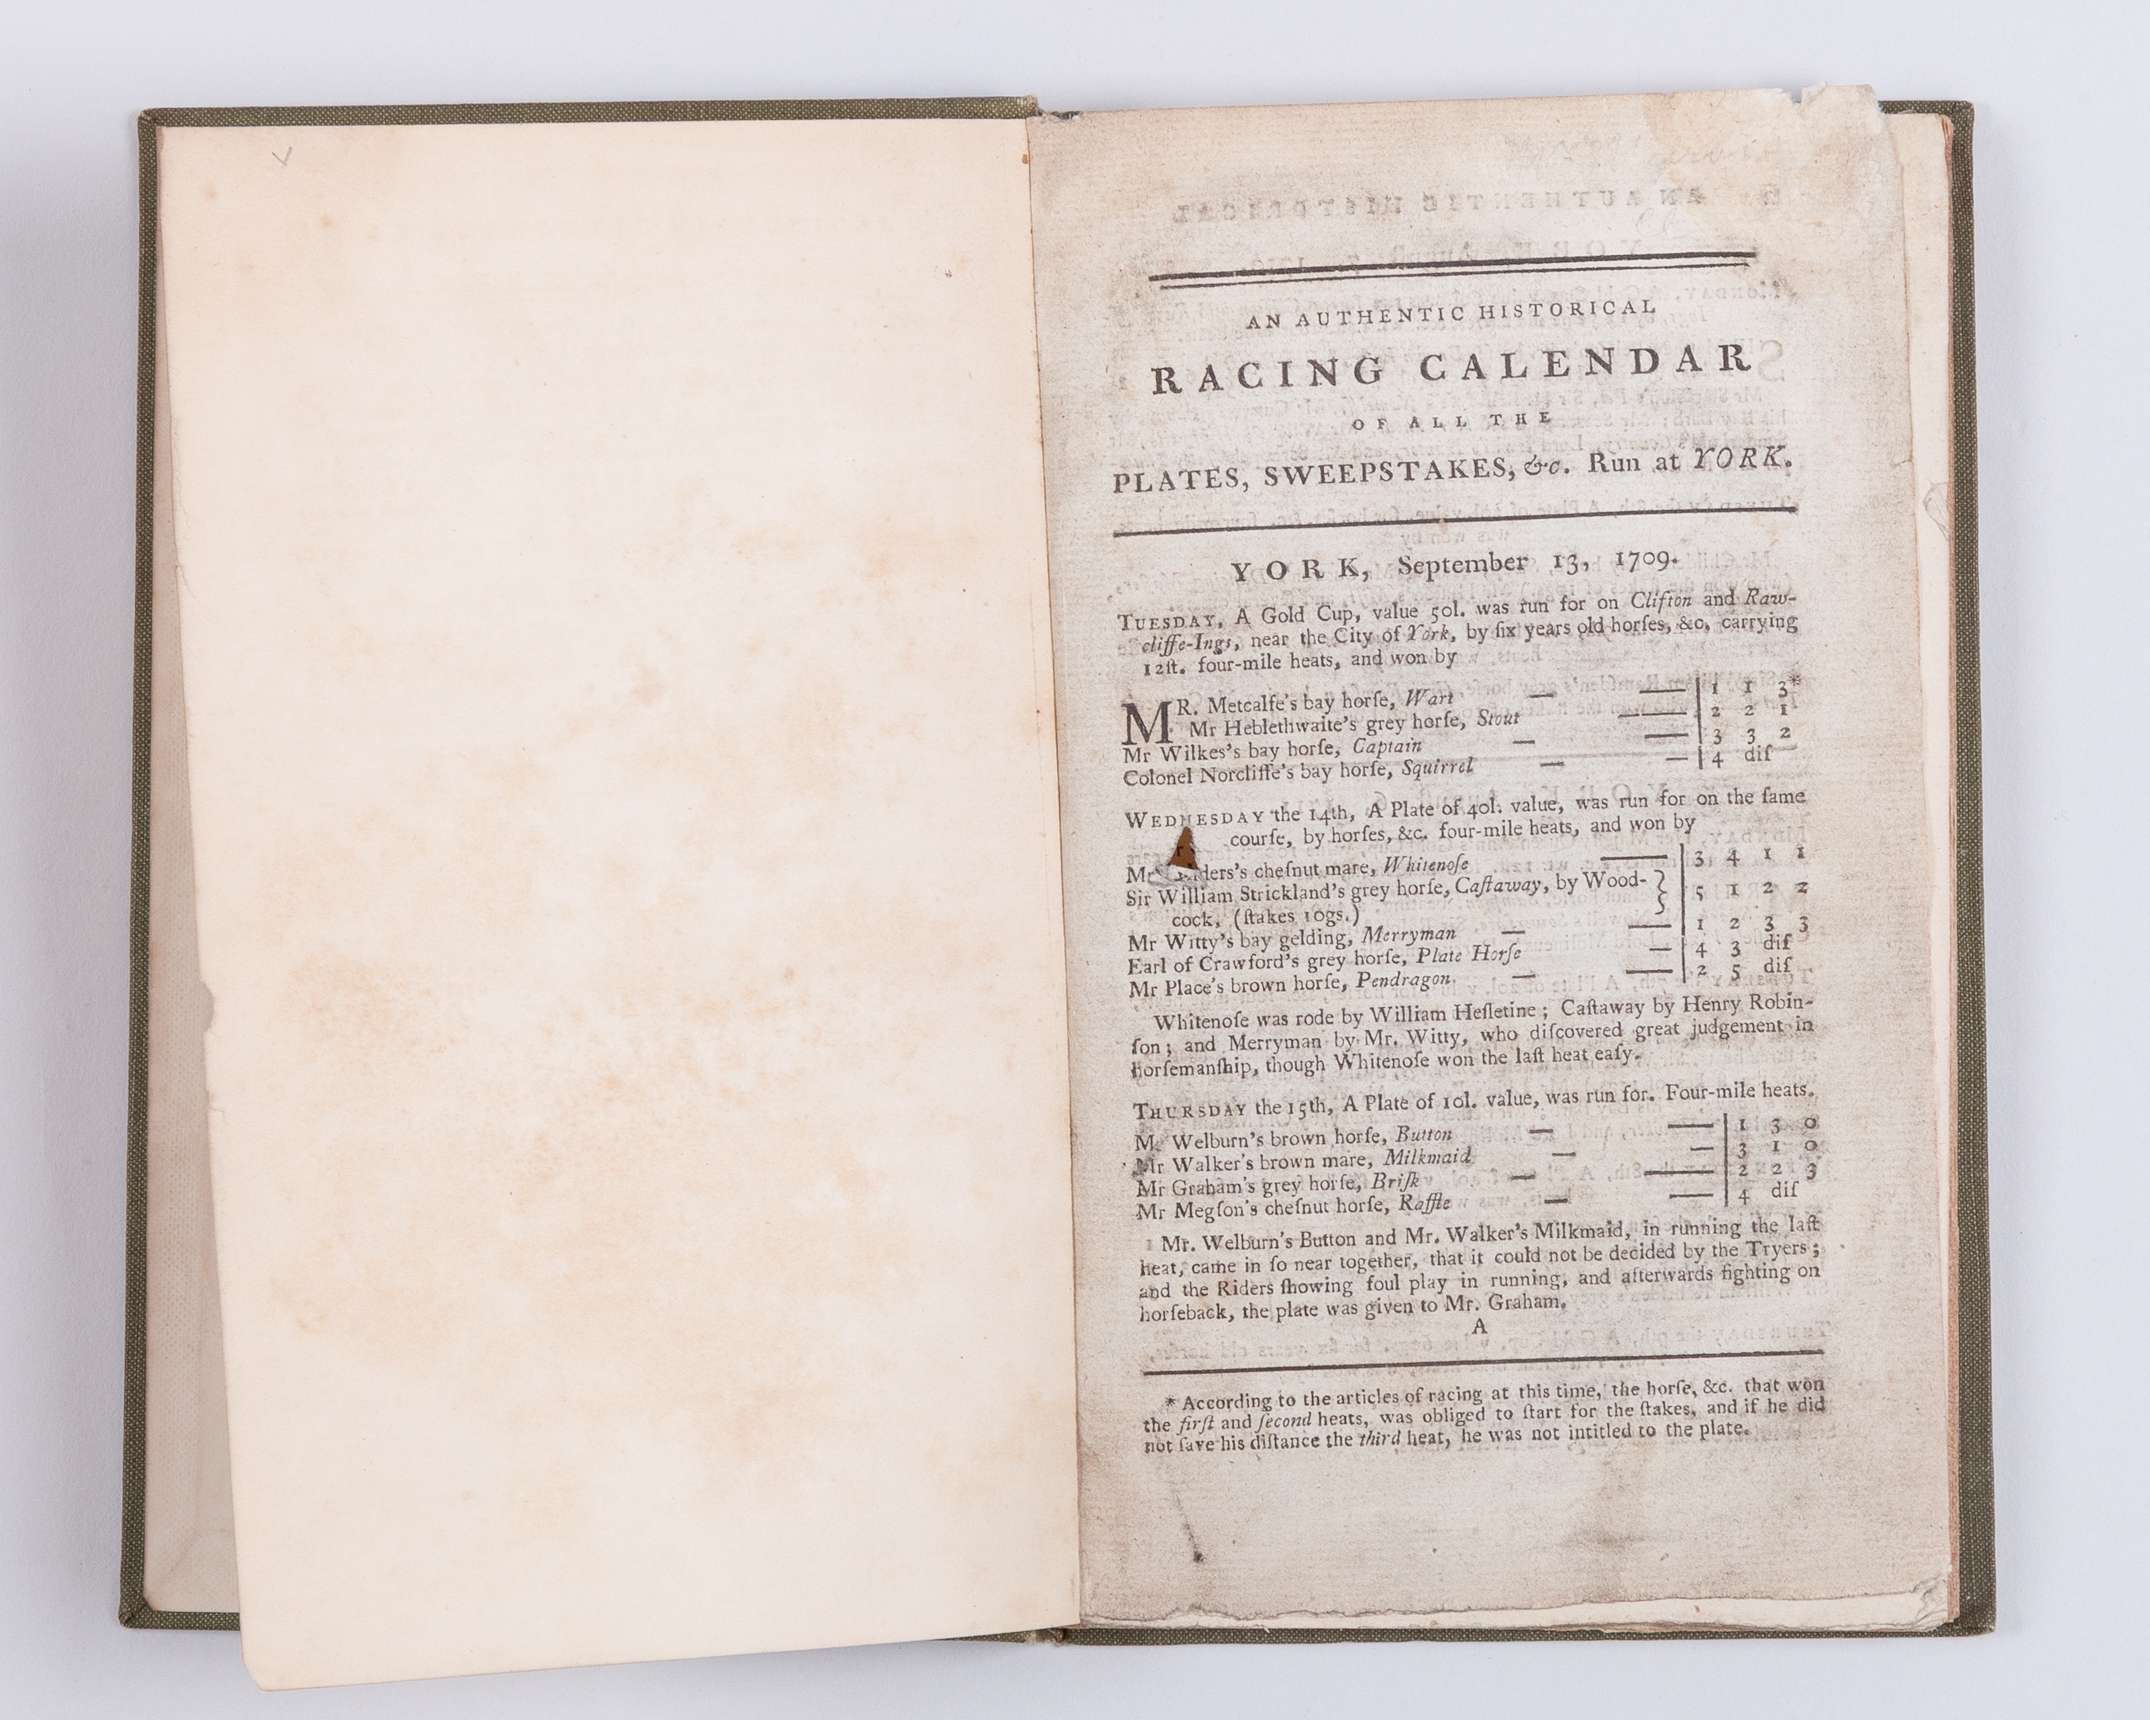 AN AUTHENTIC HISTORICAL
RACING CALENDAR
OF ALL THE
PLATES, SWEEPSTAKES, &c. Run at YORK.
YORK, September 13, 1709.
TUESDAY, A Gold Cup, value 50l. was run for on Clifton and Raw-
cliffe-Ings, near the City of York, by ſix years old horſes, &c. carrying
12ſt. four-mile heats, and won by
MR. Metcalfe's bay horſe, Wart — — 1 1 3*
Mr Heblethwaite's grey horſe, Stout — — 2 2 1
Mr Wilkes's bay horſe, Captain — — 3 3 2
Colonel Norcliffe's bay horſe, Squirrel — — 4 diſ
WEDNESDAY the 14th, A Plate of 40l. value, was run for on the ſame
courſe, by horſes, &c. four-mile heats, and won by
Mr cheſnut mare, Whitenoſe — 3 4 1 1
Sir William Strickland's grey horſe, Caſtaway, by Wood- } 5 1 2 2
cock, (ſtakes 10gs.)
Mr Witty's bay gelding, Merryman — — 1 2 3 3
Earl of Crawford's grey horſe, Plate Horſe — 4 3 diſ
Mr Place's brown horſe, Pendragon — — 2 5 diſ
Whitenoſe was rode by William Heſletine; Caſtaway by Henry Robin-
ſon; and Merryman by Mr. Witty, who diſcovered great judgement in
horſemanſhip, though Whitenoſe won the laſt heat eaſy.
THURSDAY the 15th, A Plate of 10l. value, was run for. Four-mile heats.
Mr Welburn's brown horſe, Button — — 1 3 0
Mr Walker's brown mare, Milkmaid — — 3 1 0
Mr Graham's grey horſe, Briſk — — 2 2 3
Mr Megſon's cheſnut horſe, Raffle — — 4 diſ
Mr. Welburn's Button and Mr. Walker's Milkmaid, in running the laſt
heat, came in ſo near together, that it could not be decided by the Tryers;
and the Riders ſhowing foul play in running, and afterwards fighting on
horſeback, the plate was given to Mr. Graham.
A
* According to the articles of racing at this time, the horſe, &c. that won
the firſt and ſecond heats, was obliged to ſtart for the ſtakes, and if he did
not ſave his diſtance the third heat, he was not intitled to the plate.